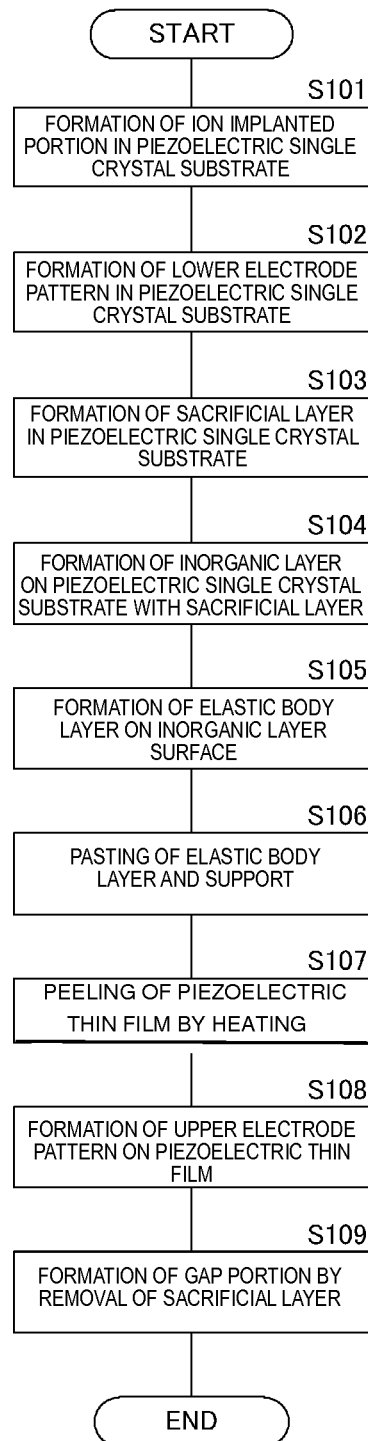 START
S101
FORMATION OF ION IMPLANTED
PORTION IN PIEZOELECTRIC SINGLE
CRYSTAL SUBSTRATE
S102
FORMATION OF LOWER ELECTRODE
PATTERN IN PIEZOELECTRIC SINGLE
CRYSTAL SUBSTRATE
S103
FORMATION OF SACRIFICIAL LAYER
IN PIEZOELECTRIC SINGLE CRYSTAL
SUBSTRATE
S104
FORMATION OF INORGANIC LAYER
ON PIEZOELECTRIC SINGLE CRYSTAL
SUBSTRATE WITH SACRIFICIAL LAYER
S105
FORMATION OF ELASTIC BODY
LAYER ON INORGANIC LAYER
SURFACE
S106
PASTING OF ELASTIC BODY
LAYER AND SUPPORT
S107
PEELING OF PIEZOELECTRIC
THIN FILM BY HEATING
S108
FORMATION OF UPPER ELECTRODE
PATTERN ON PIEZOELECTRIC THIN
FILM
S109
FORMATION OF GAP PORTION BY
REMOVAL OF SACRIFICIAL LAYER
END